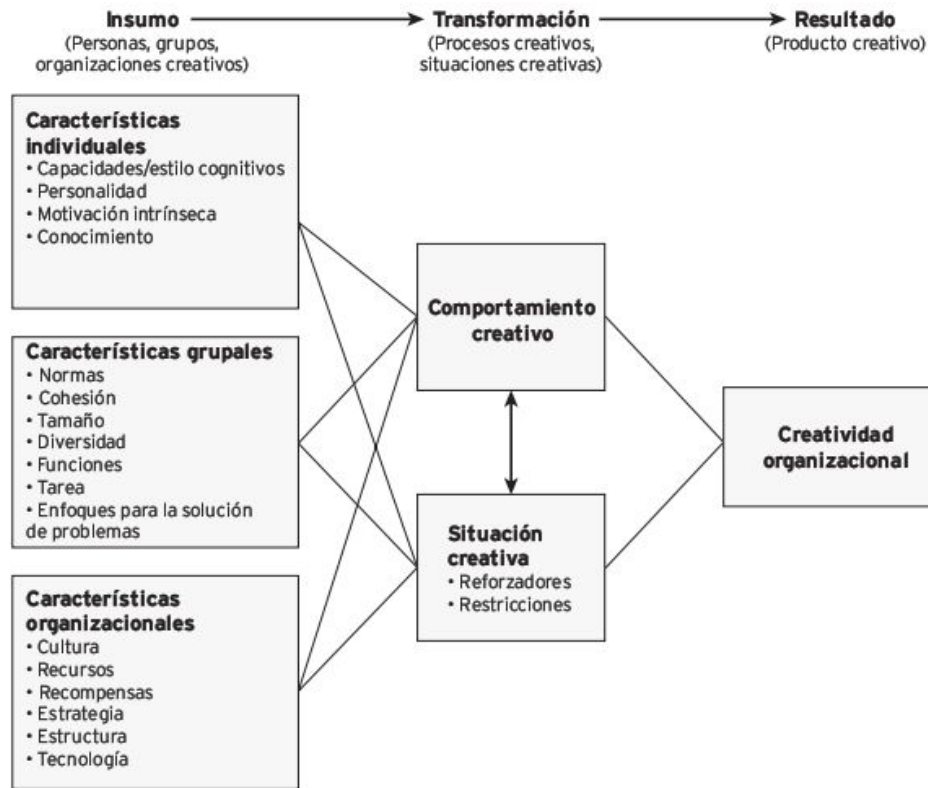 Insumo
(Personas, grupos,
organizaciones creativos)
Transformación
(Procesos creativos,
situaciones creativas)
Resultado
(Producto creativo)
Características
individuales
• Capacidades/estilo cognitivos
• Personalidad
• Motivación intrínseca
• Conocimiento
Características grupales
• Normas
• Cohesión
• Tamaño
• Diversidad
• Funciones
• Tarea
• Enfoques para la solución
de problemas
Características
organizacionales
• Cultura
• Recursos
• Recompensas
• Estrategia
• Estructura
• Tecnología
Comportamiento
creativo
Situación
creativa
• Reforzadores
• Restricciones
Creatividad
organizacional